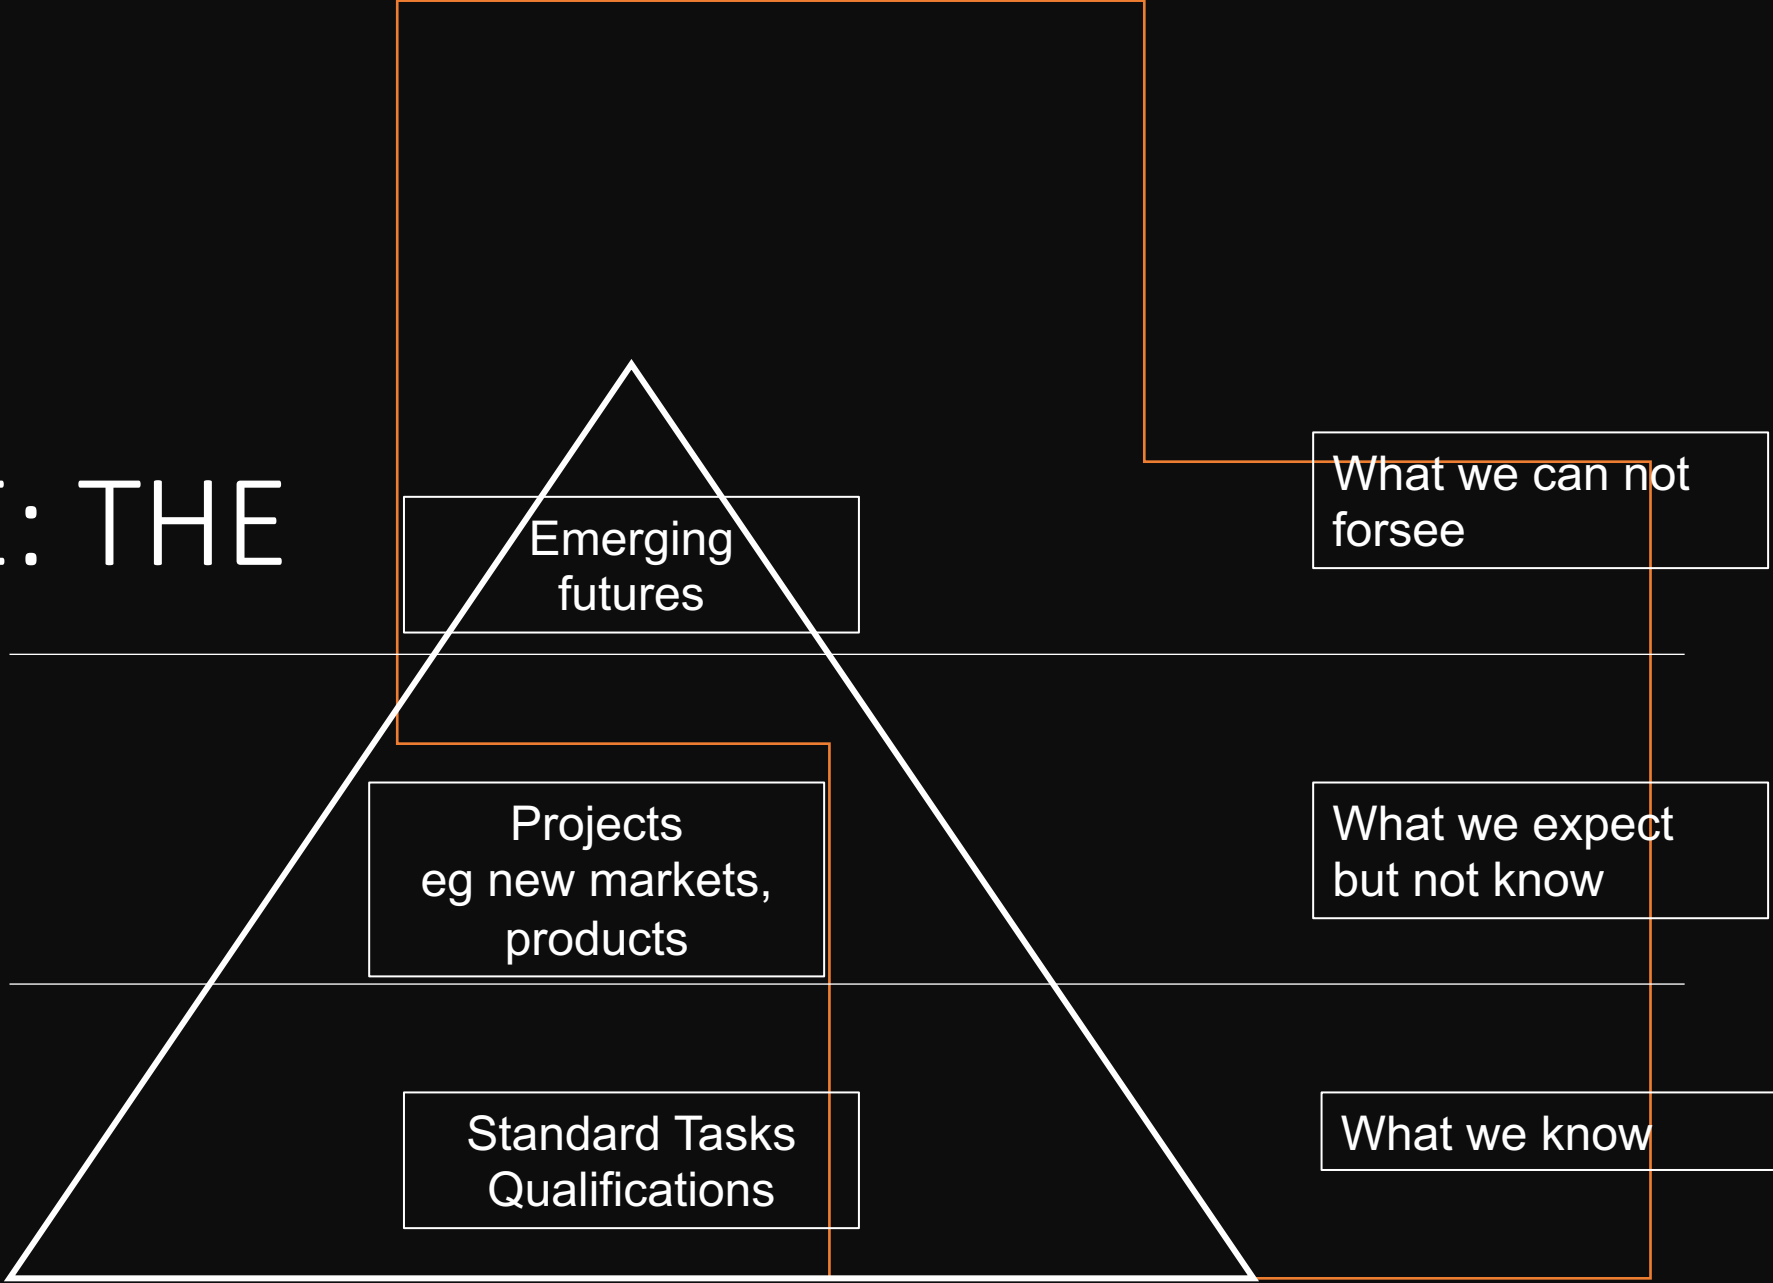 : THE
Emerging
futures
What we can not
forsee
Projects
eg new markets,
products
What we expect
but not know
Standard Tasks
Qualifications
What we know